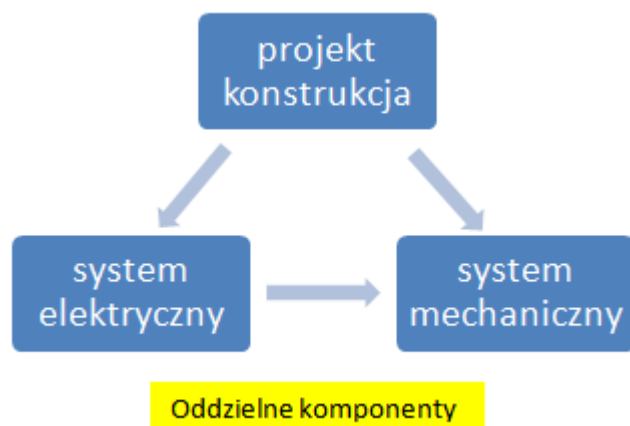 projekt
konstrukcja
system
elektryczny
system
mechaniczny
Oddzielne komponenty